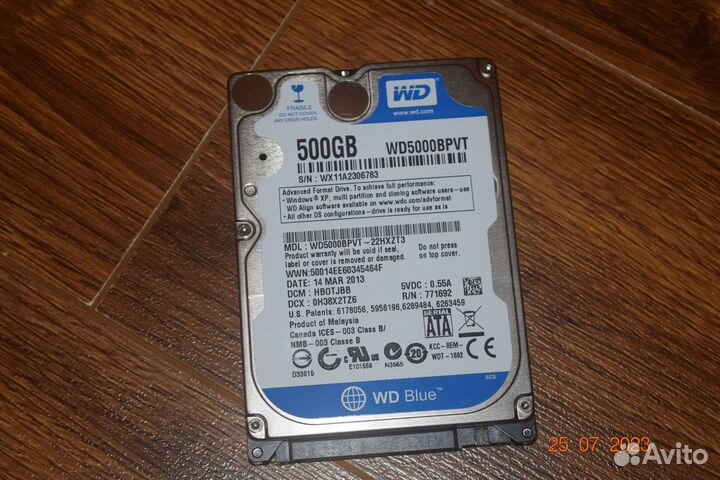 FRAGILE
DO NOT COVER
ANY DRIVE HOLES
WD
www.wd.com
500GB
WD5000BPVT
S/N : WX11A2306783
Advanced Format Drive. To achieve full performance:
• Windows® XP, multi partition and cloning software users - use
WD Align software available on www.wdc.com/advformat
• All other OS configurations - drive is ready for use as is
MDL : WD5000BPVT-22HXZT3
Product warranty will be void if seal,
label or cover is removed or damaged.
Do not press
on top cover.
WWN:50014EE60345464F
DATE: 14 MAR 2013
DCM : HBOTJBB
DCX : 0H38X2TZ6
5VDC : 0.55A
R/N : 771692
U.S. Patents: 6178056, 5956196,6289484, 6263459
Product of Malaysia
Canada ICES-003 Class B/
NMB-003 Classe B
SERIAL
ATA
D33015
E101559
N3565
20
KCC-REM-
WDT-1692
CE
ECS
WD Blue™
25 07 2023
Avito